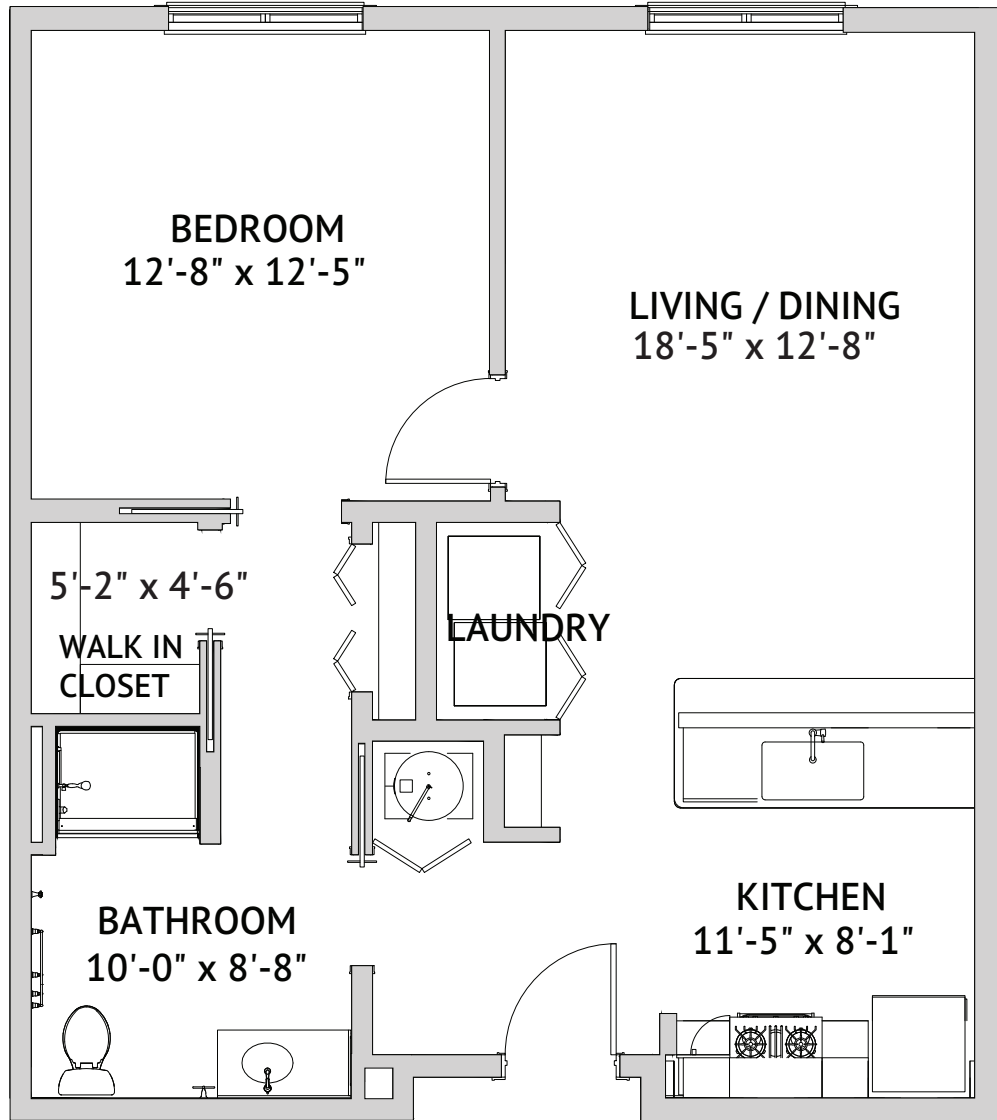 BEDROOM
12'-8" x 12'-5"
LIVING / DINING
18'-5" x 12'-8"
5'-2" x 4'-6"
WALK IN
CLOSET
LAUNDRY
KITCHEN
11'-5" x 8'-1"
BATHROOM
10'-0" x 8'-8"